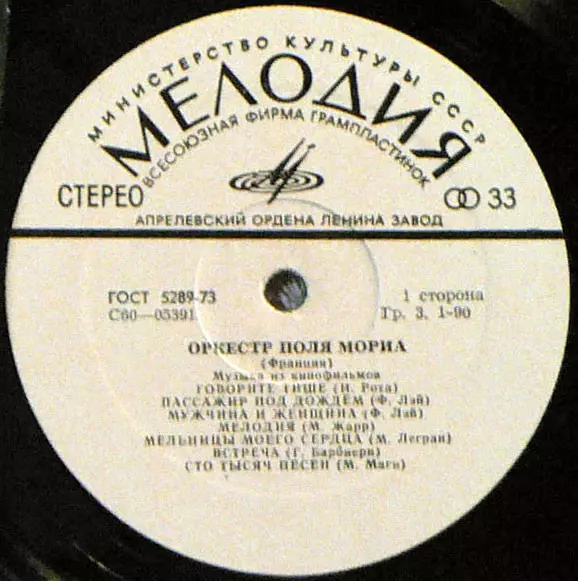 МИНИСТЕРСТВО КУЛЬТУРЫ СССР
МЕЛОДИЯ
ВСЕСОЮЗНАЯ ФИРМА ГРАМПЛАСТИНОК
СТЕРЕО
33
АПРЕЛЕВСКИЙ ОРДЕНА ЛЕНИНА ЗАВОД
ГОСТ 5289-73
1 сторона
С60—05391
Гр. 3. 1-90
ОРКЕСТР ПОЛЯ МОРИА
(Франция)
Музыка из кинофильмов
ГОВОРИТЕ ТИШЕ (Н. Рота)
ПАССАЖИР ПОД ДОЖДЕМ (Ф. Лай)
МУЖЧИНА И ЖЕНЩИНА (Ф. Лай)
МЕЛОДИЯ (М. Жарр)
МЕЛЬНИЦЫ МОЕГО СЕРДЦА (М. Легран)
ВСТРЕЧА (Г. Барбиери)
СТО ТЫСЯЧ ПЕСЕН (М. Маги)